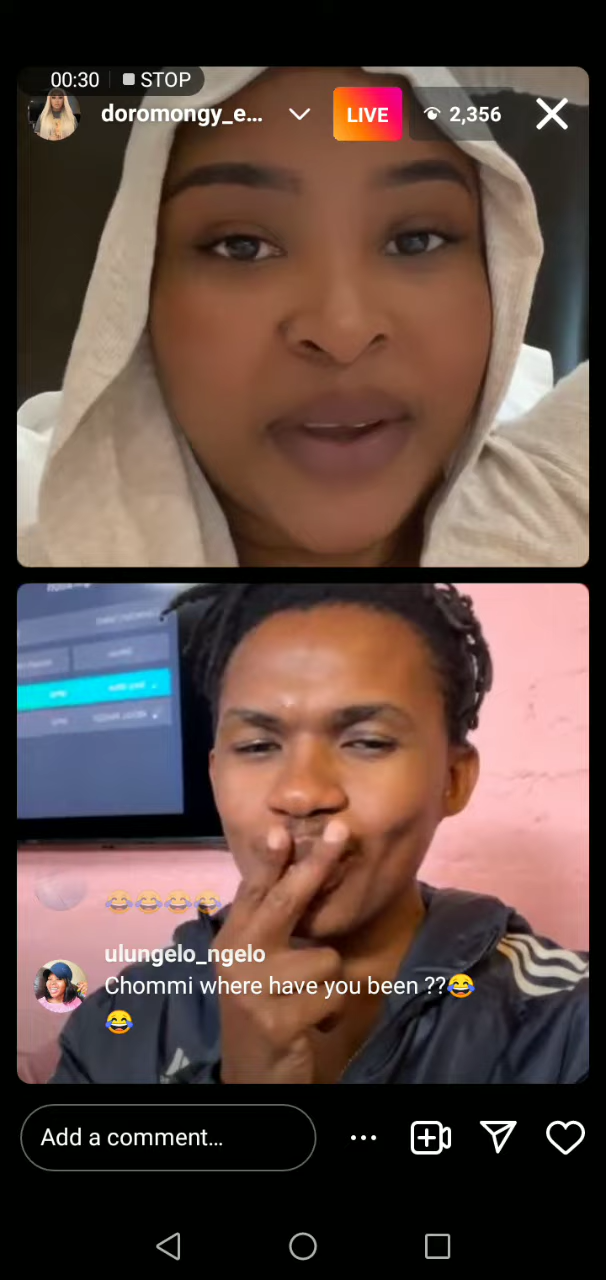 00:30 STOP
doromongy_e... LIVE 2,356
ulungelo_ngelo
Chommi where have you been ??😂
😂
Add a comment...